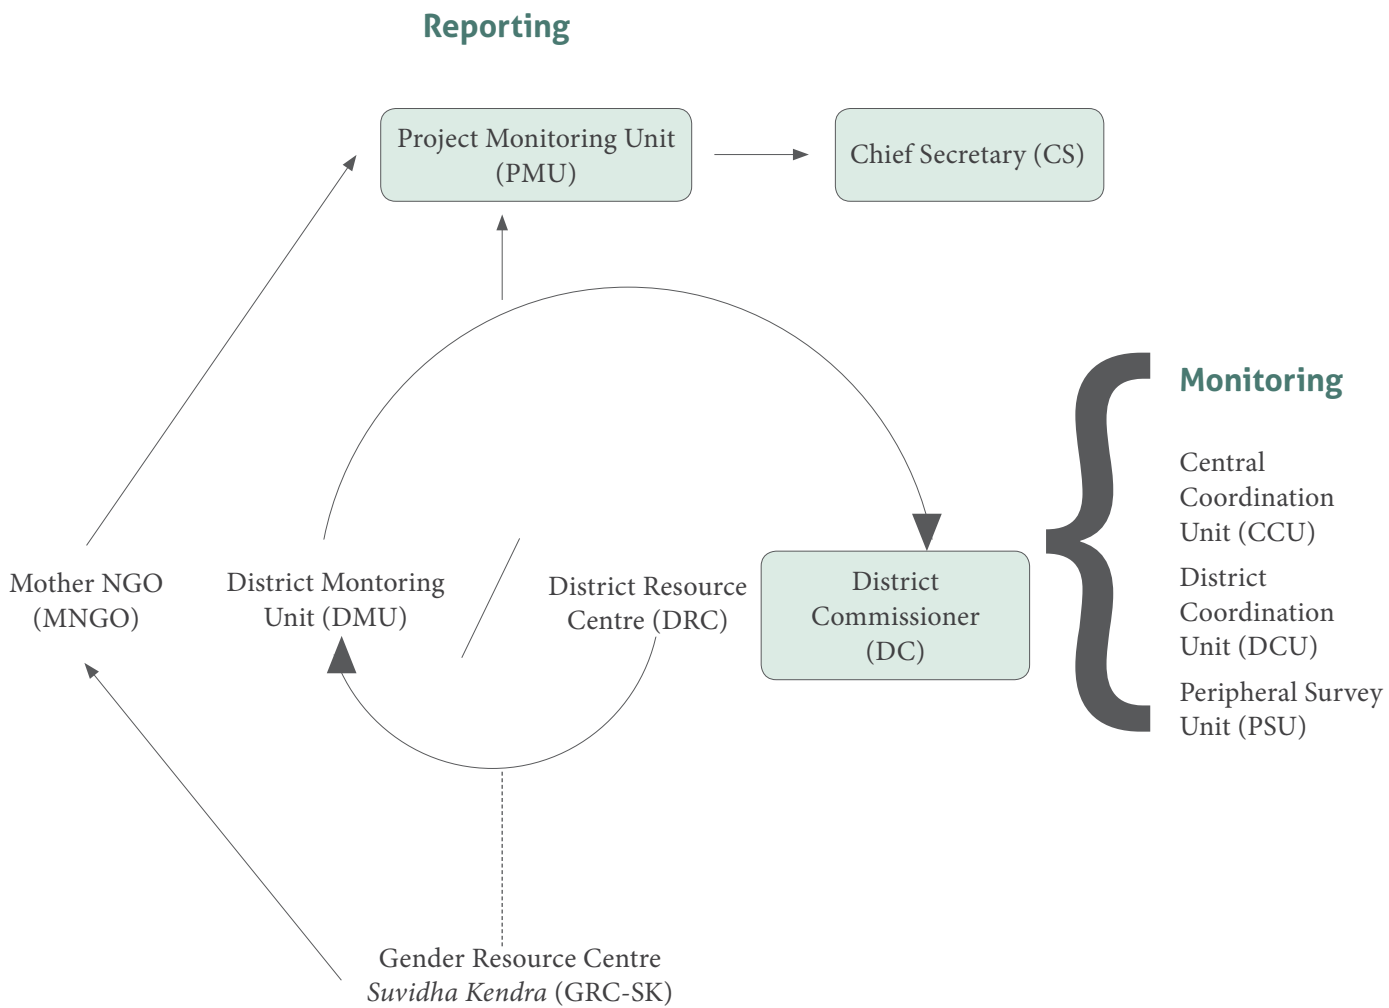 Reporting
Project Monitoring Unit
(PMU)
Chief Secretary (CS)
Monitoring
Central
Coordination
Unit (CCU)
District
Coordination
Unit (DCU)
Peripheral Survey
Unit (PSU)
Mother NGO
(MNGO)
District Montoring
Unit (DMU)
District Resource
Centre (DRC)
District
Commissioner
(DC)
Gender Resource Centre
Suvidha Kendra (GRC-SK)